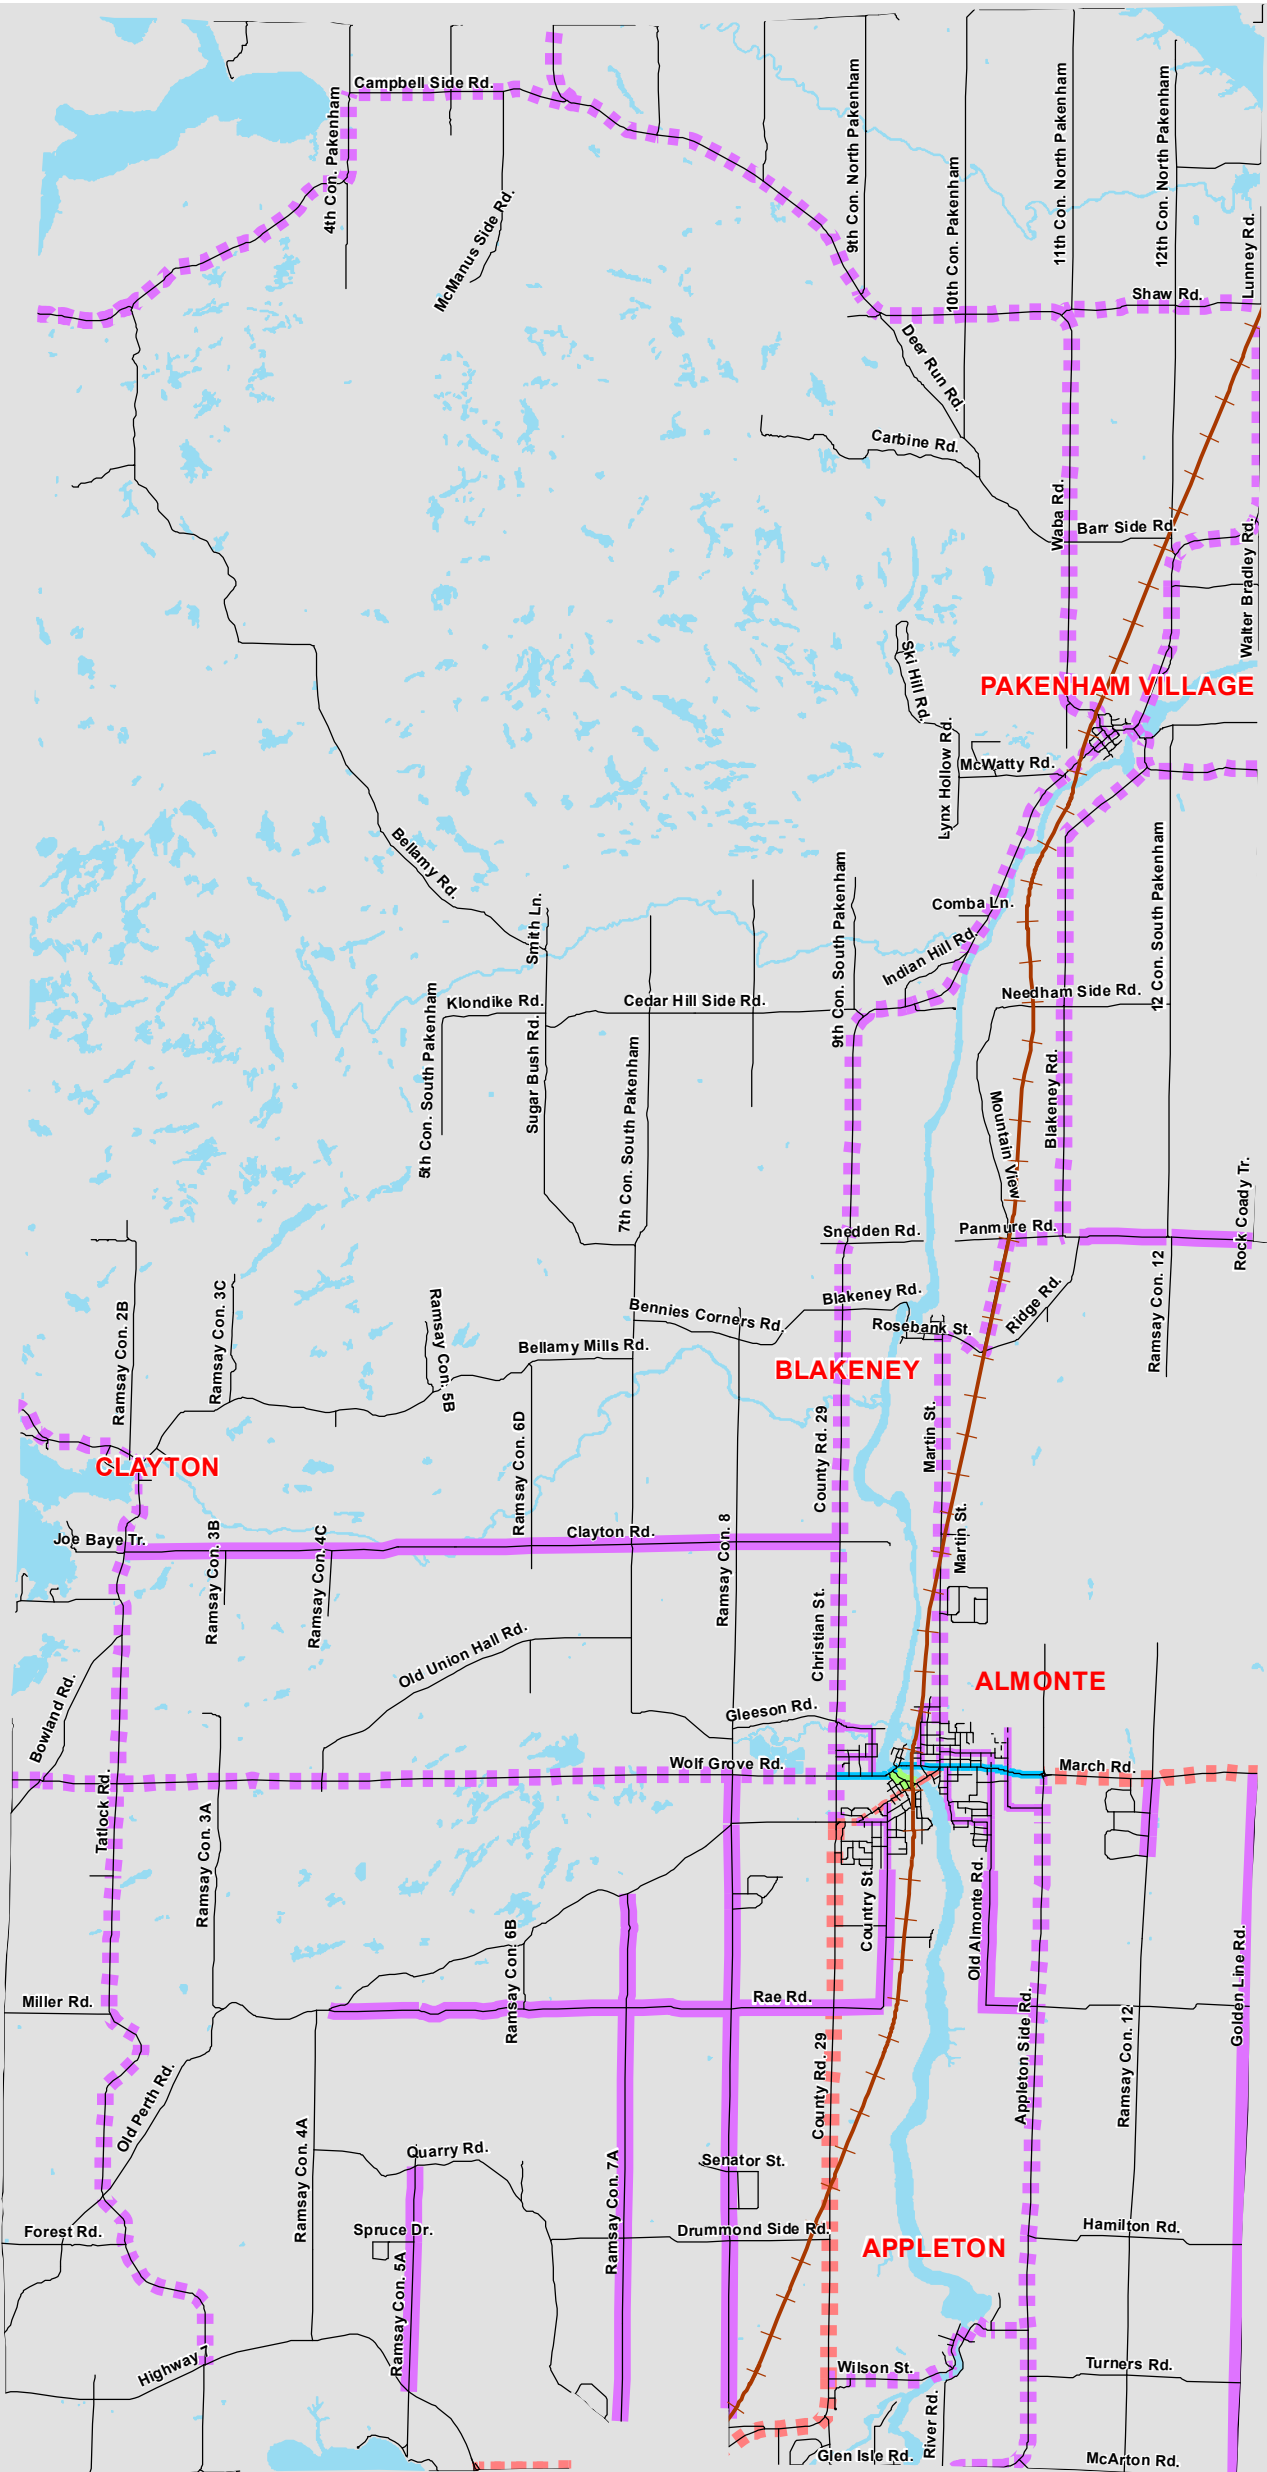 Campbell Side Rd.
4th Con. Pakenham
McManus Side Rd.
9th Con. North Pakenham
10th Con. Pakenham
11th Con. North Pakenham
12th Con. North Pakenham
Lunney Rd.
Shaw Rd.
Deer Run Rd.
Carbine Rd.
Waba Rd.
Barr Side Rd.
Walter Bradley Rd.
Ski Hill Rd.
PAKENHAM VILLAGE
Lynx Hollow Rd.
McWatty Rd.
Bellamy Rd.
Smith Ln.
9th Con. South Pakenham
Comba Ln.
Indian Hill Rd.
12 Con. South Pakenham
Klondike Rd.
Cedar Hill Side Rd.
Needham Side Rd.
5th Con. South Pakenham
Sugar Bush Rd.
7th Con. South Pakenham
Mountain View
Blakeney Rd.
Snedden Rd.
Panmure Rd.
Rock Coady Tr.
Ramsay Con. 2B
Ramsay Con. 3C
Ramsay Con. 5B
Bennies Corners Rd.
Blakeney Rd.
Rosebank St.
Ridge Rd.
Ramsay Con. 12
Bellamy Mills Rd.
BLAKENEY
CLAYTON
Ramsay Con. 6D
County Rd. 29
Martin St.
Joe Baye Tr.
Ramsay Con. 3B
Ramsay Con. 4C
Clayton Rd.
Ramsay Con. 8
Martin St.
Christian St.
Old Union Hall Rd.
Bowland Rd.
ALMONTE
Gleeson Rd.
Wolf Grove Rd.
March Rd.
Tatlock Rd.
Ramsay Con. 3A
Country St.
Old Almonte Rd.
Ramsay Con. 6B
Golden Line Rd.
Miller Rd.
Rae Rd.
Appleton Side Rd.
Ramsay Con. 12
Old Perth Rd.
County Rd. 29
Ramsay Con. 4A
Quarry Rd.
Ramsay Con. 7A
Senator St.
Forest Rd.
Spruce Dr.
Drummond Side Rd.
Hamilton Rd.
APPLETON
Ramsay Con. 5A
Highway 7
Wilson St.
Turners Rd.
River Rd.
Glen Isle Rd.
McArton Rd.